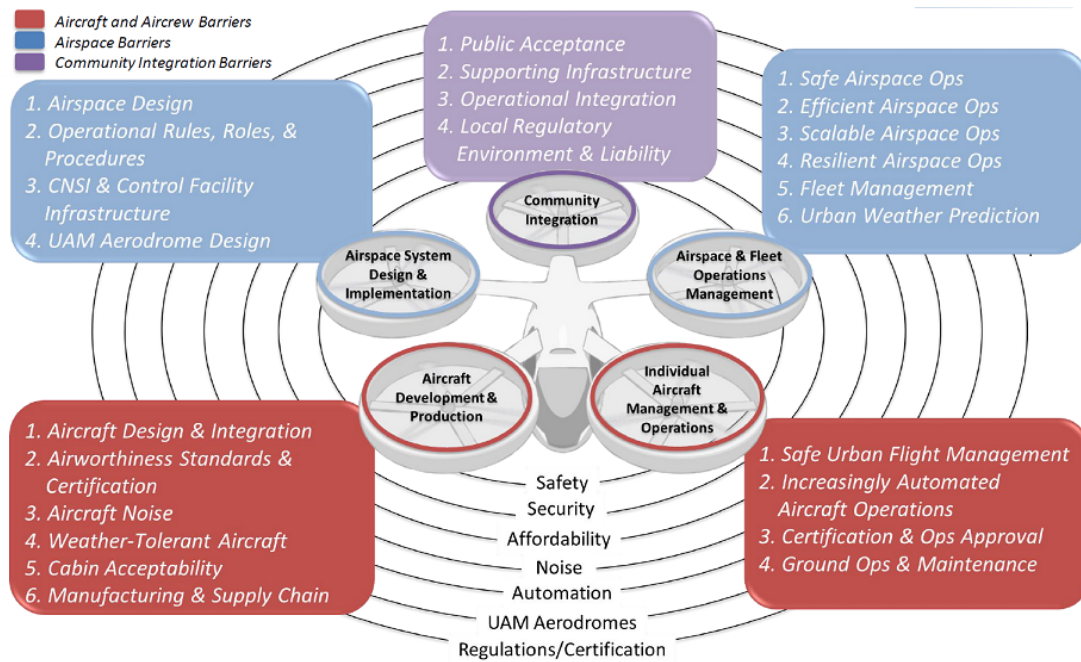 Aircraft and Aircrew Barriers
Airspace Barriers
Community Integration Barriers
1. Airspace Design
2. Operational Rules, Roles, &
Procedures
3. CNSI & Control Facility
Infrastructure
4. UAM Aerodrome Design
1. Public Acceptance
2. Supporting Infrastructure
3. Operational Integration
4. Local Regulatory
Environment & Liability
1. Safe Airspace Ops
2. Efficient Airspace Ops
3. Scalable Airspace Ops
4. Resilient Airspace Ops
5. Fleet Management
6. Urban Weather Prediction
Community
Integration
Airspace System
Design &
Implementation
Airspace & Fleet
Operations
Management
Aircraft
Development &
Production
Individual
Aircraft
Management &
Operations
1. Aircraft Design & Integration
2. Airworthiness Standards &
Certification
3. Aircraft Noise
4. Weather-Tolerant Aircraft
5. Cabin Acceptability
6. Manufacturing & Supply Chain
1. Safe Urban Flight Management
2. Increasingly Automated
Aircraft Operations
3. Certification & Ops Approval
4. Ground Ops & Maintenance
Safety
Security
Affordability
Noise
Automation
UAM Aerodromes
Regulations/Certification